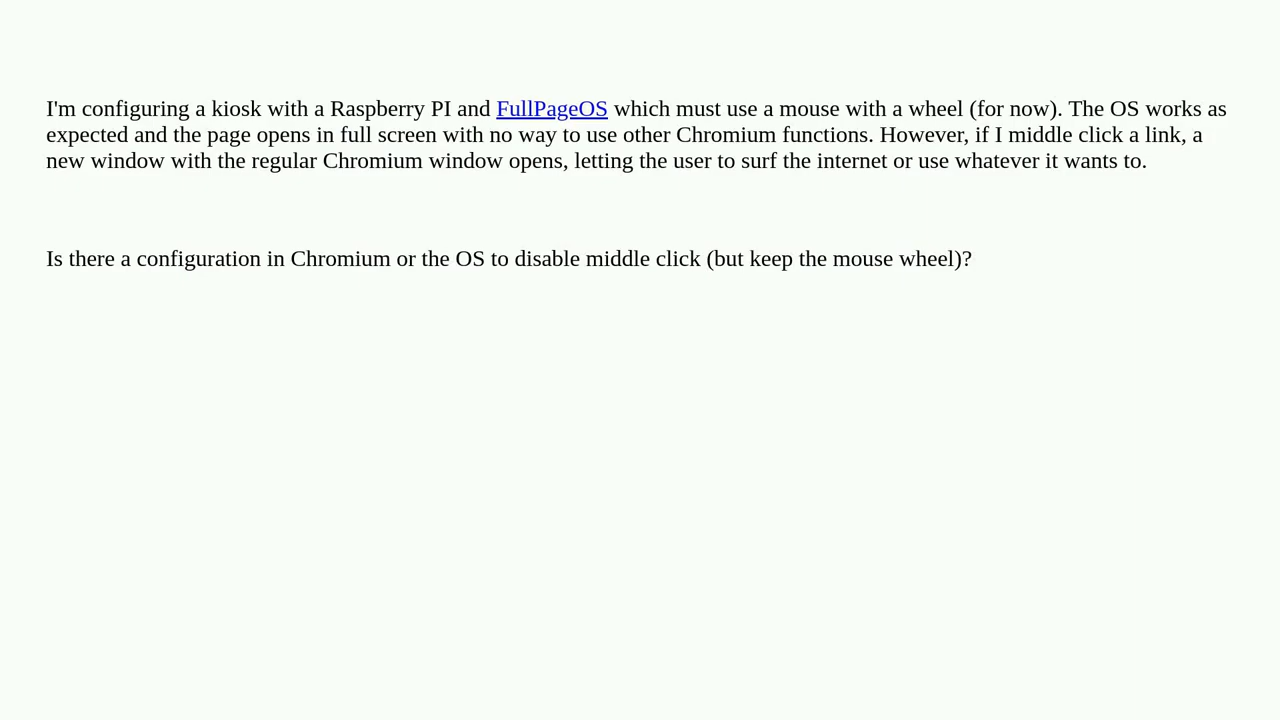 I'm configuring a kiosk with a Raspberry PI and FullPageOS which must use a mouse with a wheel (for now). The OS works as
expected and the page opens in full screen with no way to use other Chromium functions. However, if I middle click a link, a
new window with the regular Chromium window opens, letting the user to surf the internet or use whatever it wants to.
Is there a configuration in Chromium or the OS to disable middle click (but keep the mouse wheel)?